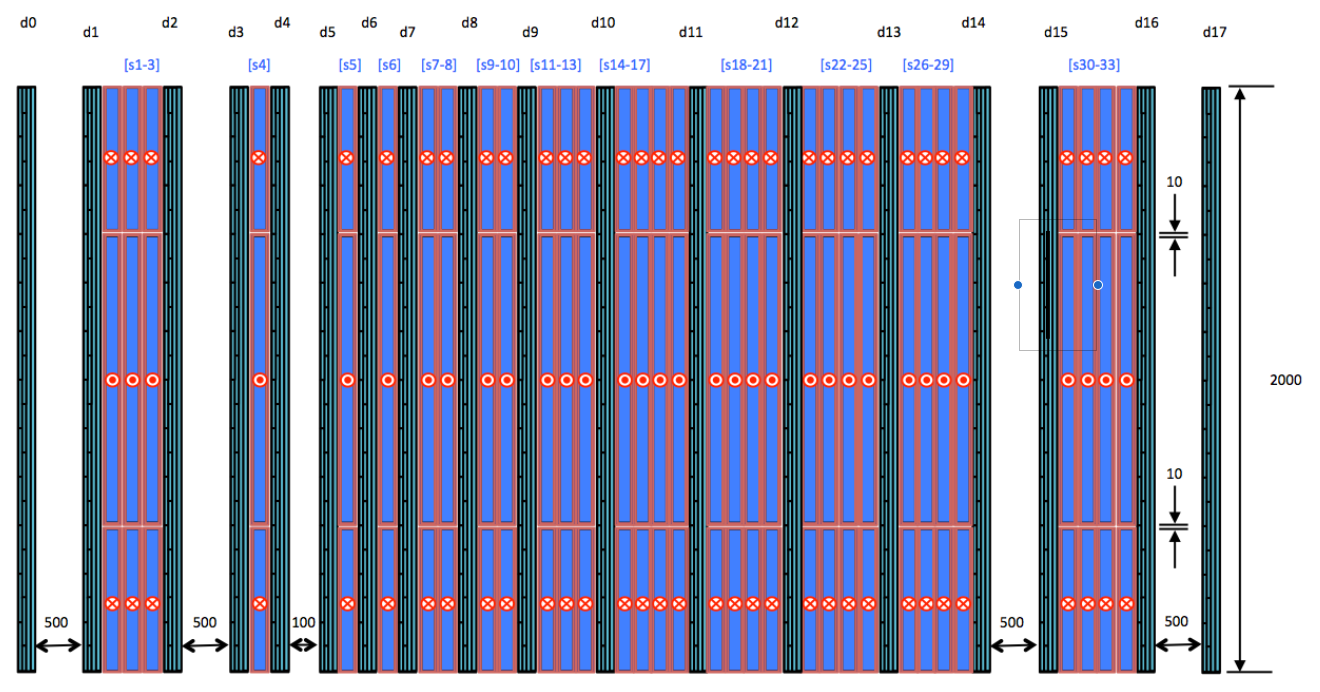 d0 d1 d2 d3 d4 d5 d6 d7 d8 d9 d10 d11 d12 d13 d14 d15 d16 d17
[s1-3] [s4] [s5] [s6] [s7-8] [s9-10] [s11-13] [s14-17] [s18-21] [s22-25] [s26-29] [s30-33]
10
2000
10
500 500 100 500 500